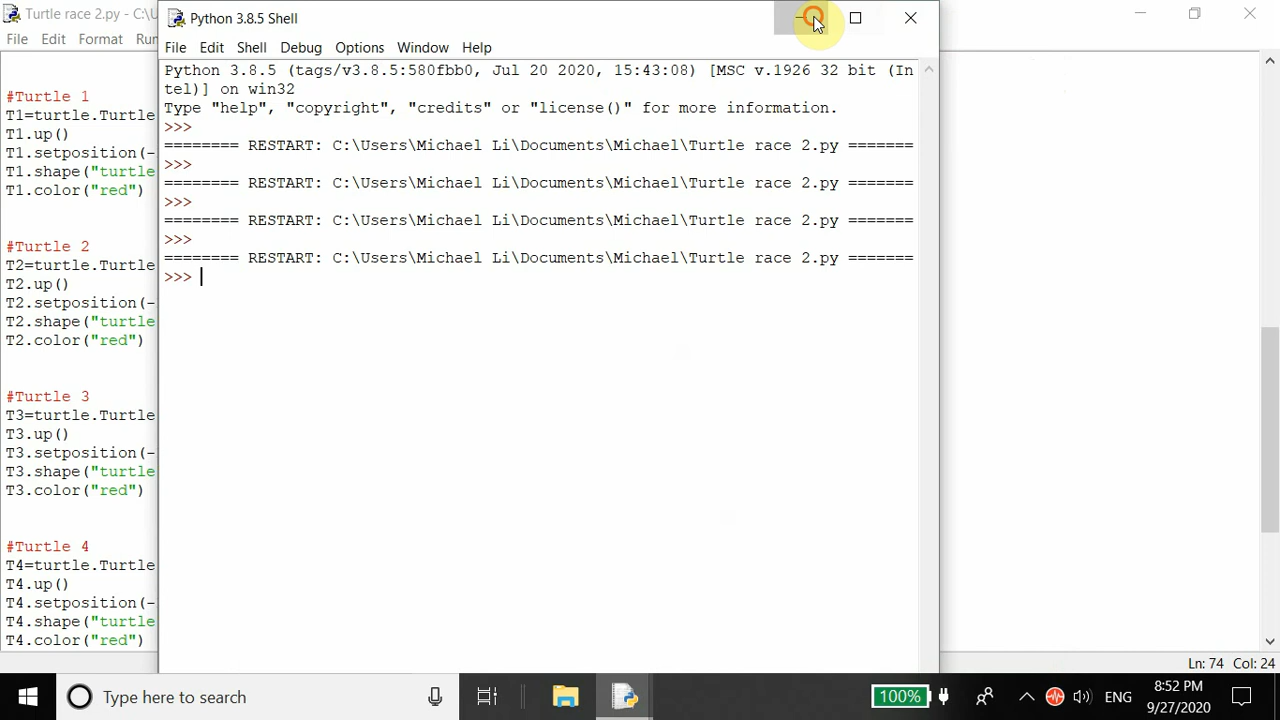 Turtle race 2.py - C:\U
File Edit Format Run
#Turtle 1
T1=turtle.Turtle
T1.up()
T1.setposition(-
T1.shape("turtle
T1.color("red")
#Turtle 2
T2=turtle.Turtle
T2.up()
T2.setposition(-
T2.shape("turtle
T2.color("red")
#Turtle 3
T3=turtle.Turtle
T3.up()
T3.setposition(-
T3.shape("turtle
T3.color("red")
#Turtle 4
T4=turtle.Turtle
T4.up()
T4.setposition(-
T4.shape("turtle
T4.color("red")
Python 3.8.5 Shell
File Edit Shell Debug Options Window Help
Python 3.8.5 (tags/v3.8.5:580fbb0, Jul 20 2020, 15:43:08) [MSC v.1926 32 bit (In
tel)] on win32
Type "help", "copyright", "credits" or "license()" for more information.
>>>
======== RESTART: C:\Users\Michael Li\Documents\Michael\Turtle race 2.py =======
>>>
======== RESTART: C:\Users\Michael Li\Documents\Michael\Turtle race 2.py =======
>>>
======== RESTART: C:\Users\Michael Li\Documents\Michael\Turtle race 2.py =======
>>>
======== RESTART: C:\Users\Michael Li\Documents\Michael\Turtle race 2.py =======
>>>
Ln: 74 Col: 24
Type here to search
100%
ENG
8:52 PM
9/27/2020